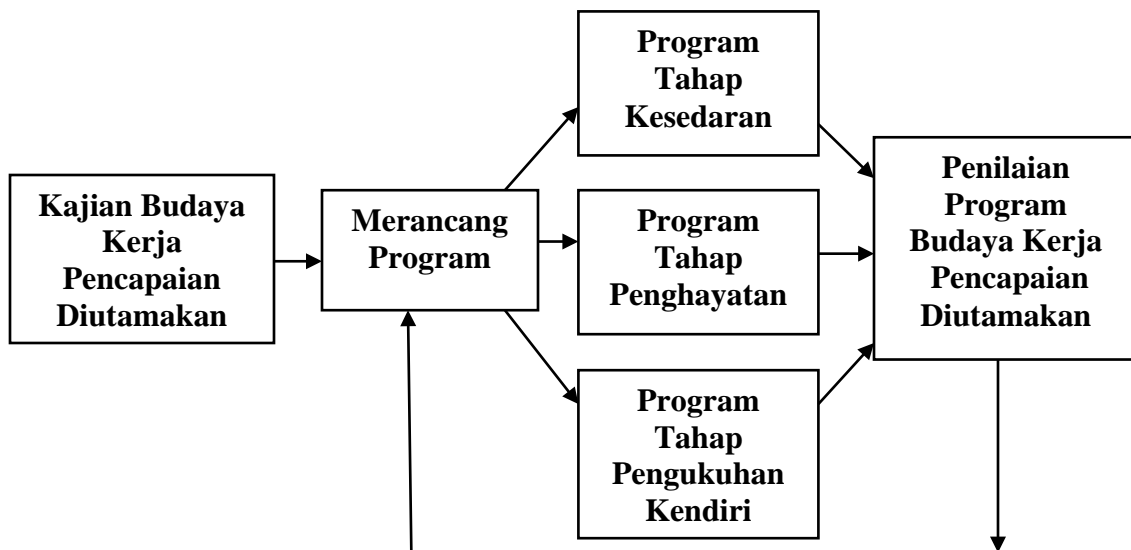 Kajian Budaya
Kerja
Pencapaian
Diutamakan
Merancang
Program
Program
Tahap
Kesedaran
Program
Tahap
Penghayatan
Program
Tahap
Pengukuhan
Kendiri
Penilaian
Program
Budaya Kerja
Pencapaian
Diutamakan